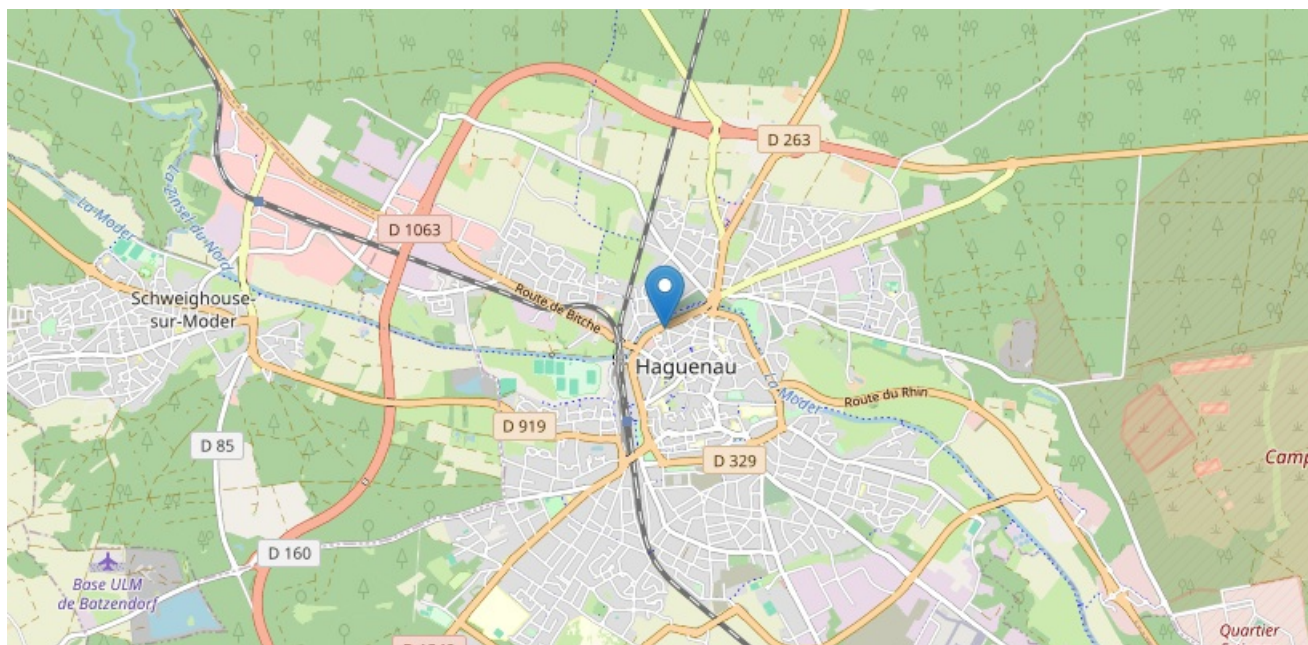 D 263
La Moder
La Zinsel du Nord
D 1063
Schweighouse-
sur-Moder
Route de Bitche
Haguenau
La Moder
Route du Rhin
D 919
D 85
D 329
Camp
D 160
Base ULM
de Batzendorf
Quartier